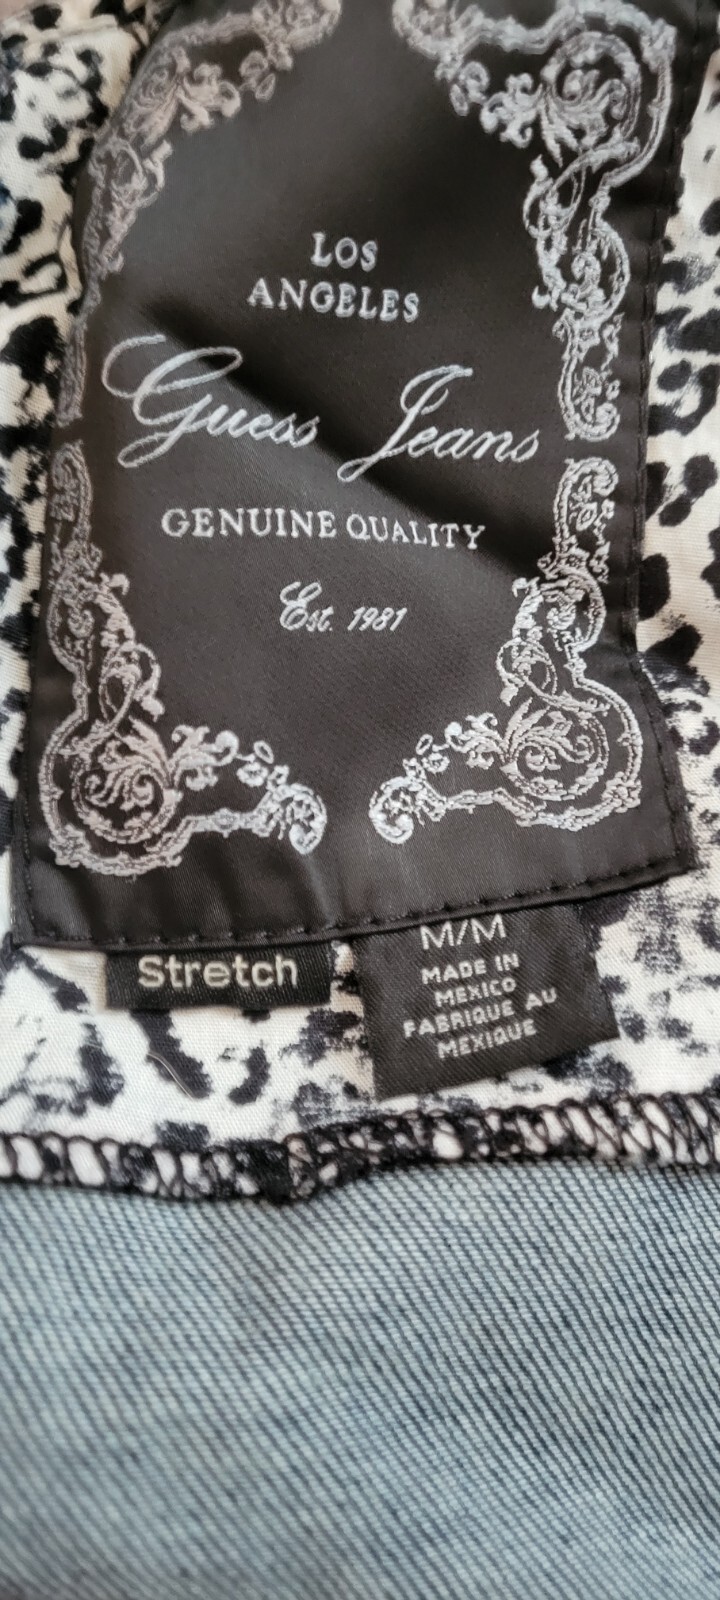 LOS
ANGELES
Guess Jeans
GENUINE QUALITY
Est. 1981
Stretch
M/M
MADE IN
MEXICO
FABRIQUE AU
MEXIQUE